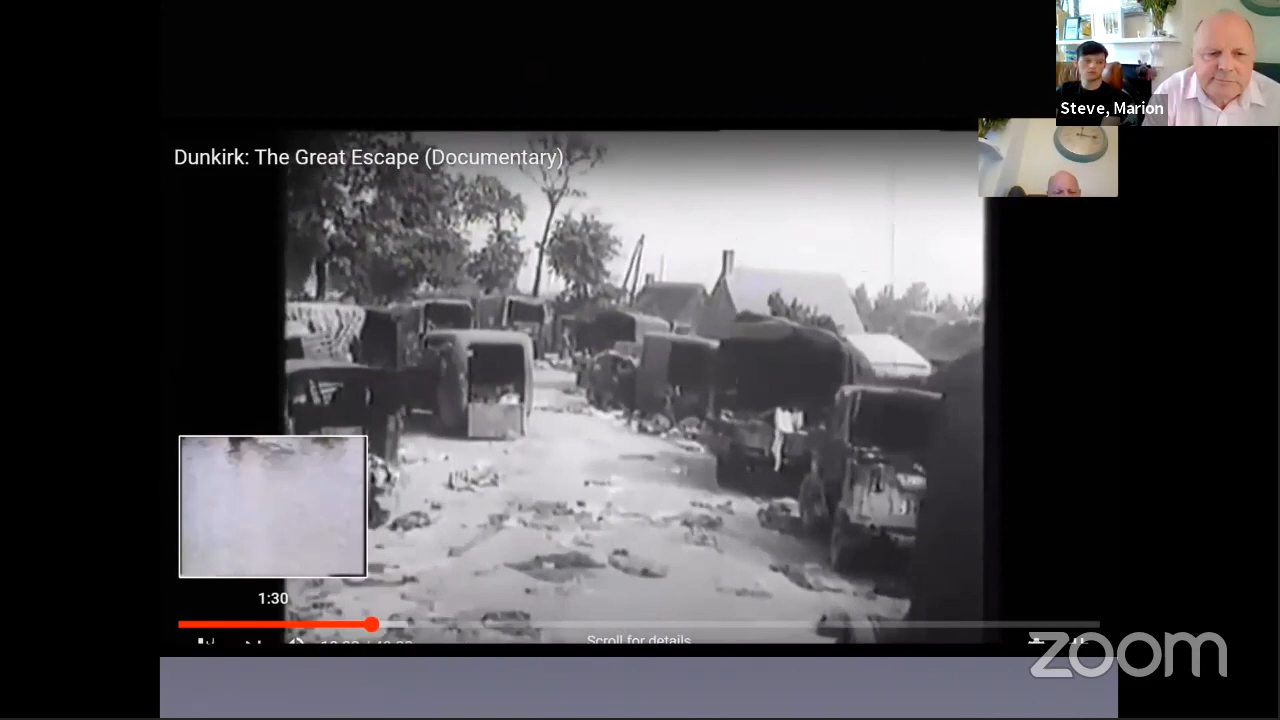 Steve, Marion
Dunkirk: The Great Escape (Documentary)
1:30
Scroll for details
zoom